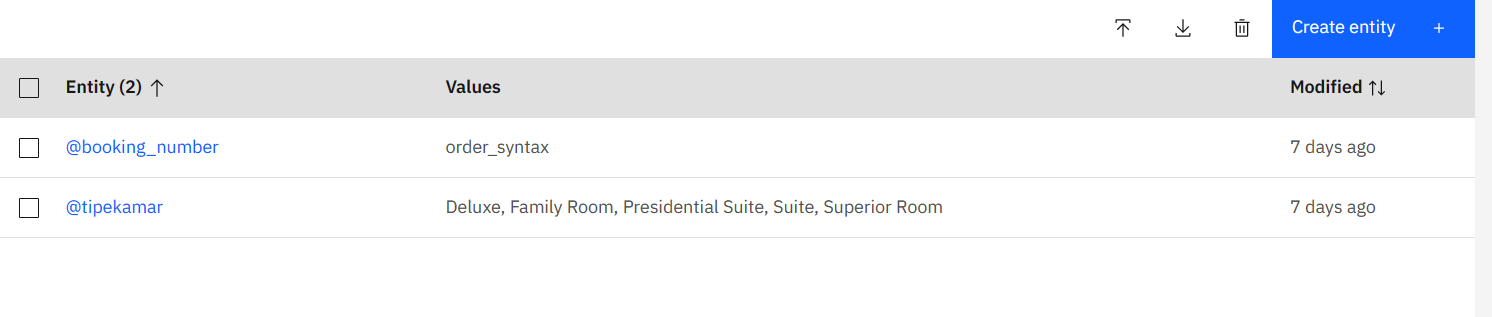 Create entity +
Entity (2) Values Modified
@booking_number order_syntax 7 days ago
@tipekamar Deluxe, Family Room, Presidential Suite, Suite, Superior Room 7 days ago